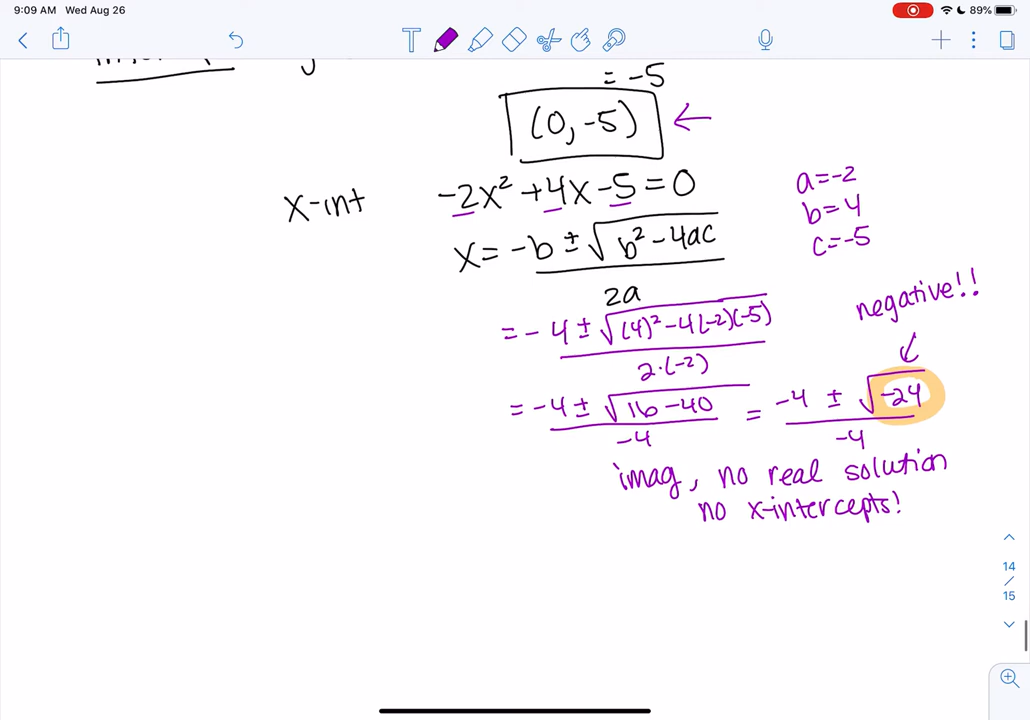 9:09 AM Wed Aug 26
89%
= -5
(0, -5) ←
x-int -2x² + 4x - 5 = 0
a = -2
b = 4
c = -5
x = -b ± √b² - 4ac
2a
negative!!
= -4 ± √(4)² - 4(-2)(-5)
2·(-2)
= -4 ± √16 - 40 = -4 ± √-24
-4 -4
imag, no real solution
no x-intercepts!
14
/
15